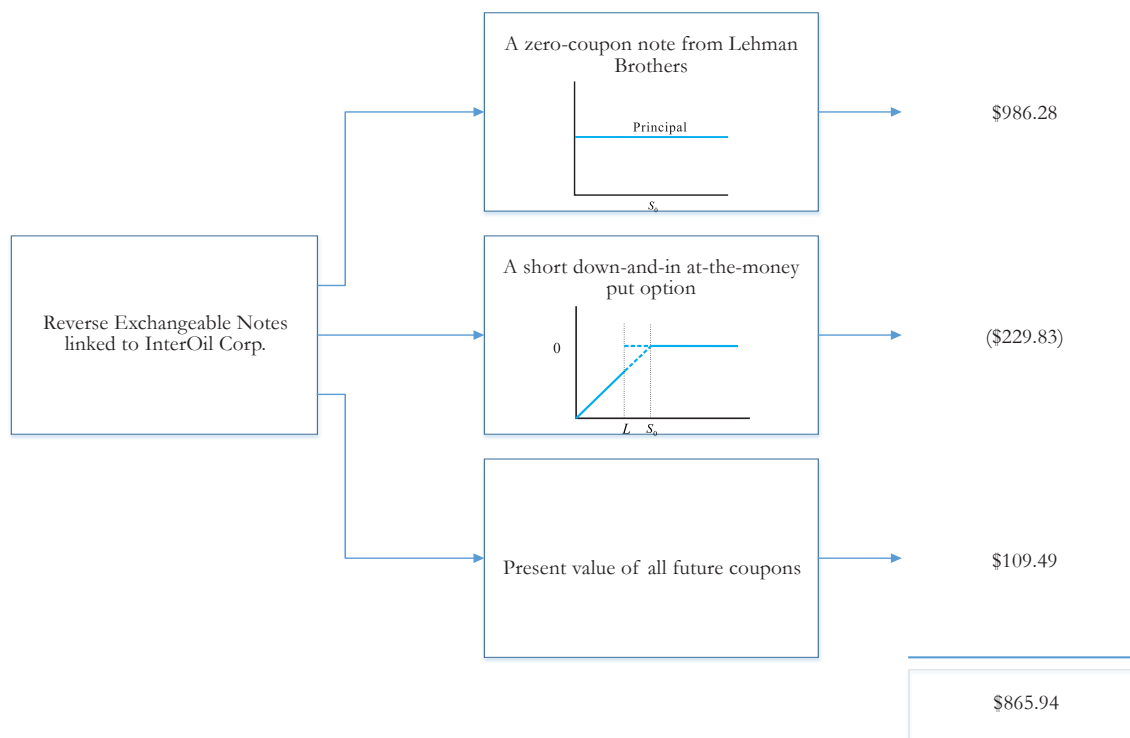 A zero-coupon note from Lehman
Brothers
Principal
S₀
$986.28
Reverse Exchangeable Notes
linked to InterOil Corp.
A short down-and-in at-the-money
put option
0
L S₀
($229.83)
Present value of all future coupons
$109.49
$865.94